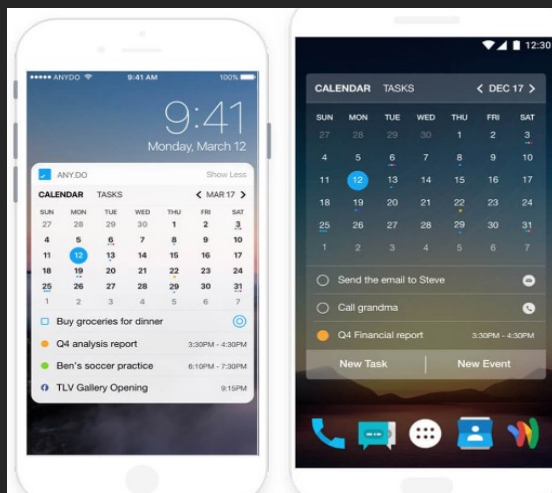 ●●●●● ANYDO 9:41 AM 100%
9:41
Monday, March 12
ANY.DO Show Less
CALENDAR TASKS < MAR 17 >
SUN MON TUE WED THU FRI SAT
27 28 29 30 1 2 3
4 5 6 7 8 9 10
11 12 13 14 15 16 17
18 19 20 21 22 23 24
25 26 27 28 29 30 31
1 2 3 4 5 6 7
Buy groceries for dinner
Q4 analysis report 3:30PM - 4:30PM
Ben's soccer practice 6:10PM - 7:30PM
TLV Gallery Opening 9:15PM
12:30
CALENDAR TASKS < DEC 17 >
SUN MON TUE WED THU FRI SAT
27 28 29 30 1 2 3
4 5 6 7 8 9 10
11 12 13 14 15 16 17
18 19 20 21 22 23 24
25 26 27 28 29 30 31
1 2 3 4 5 6 7
Send the email to Steve
Call grandma
Q4 Financial report 3:30PM - 4:30PM
New Task New Event